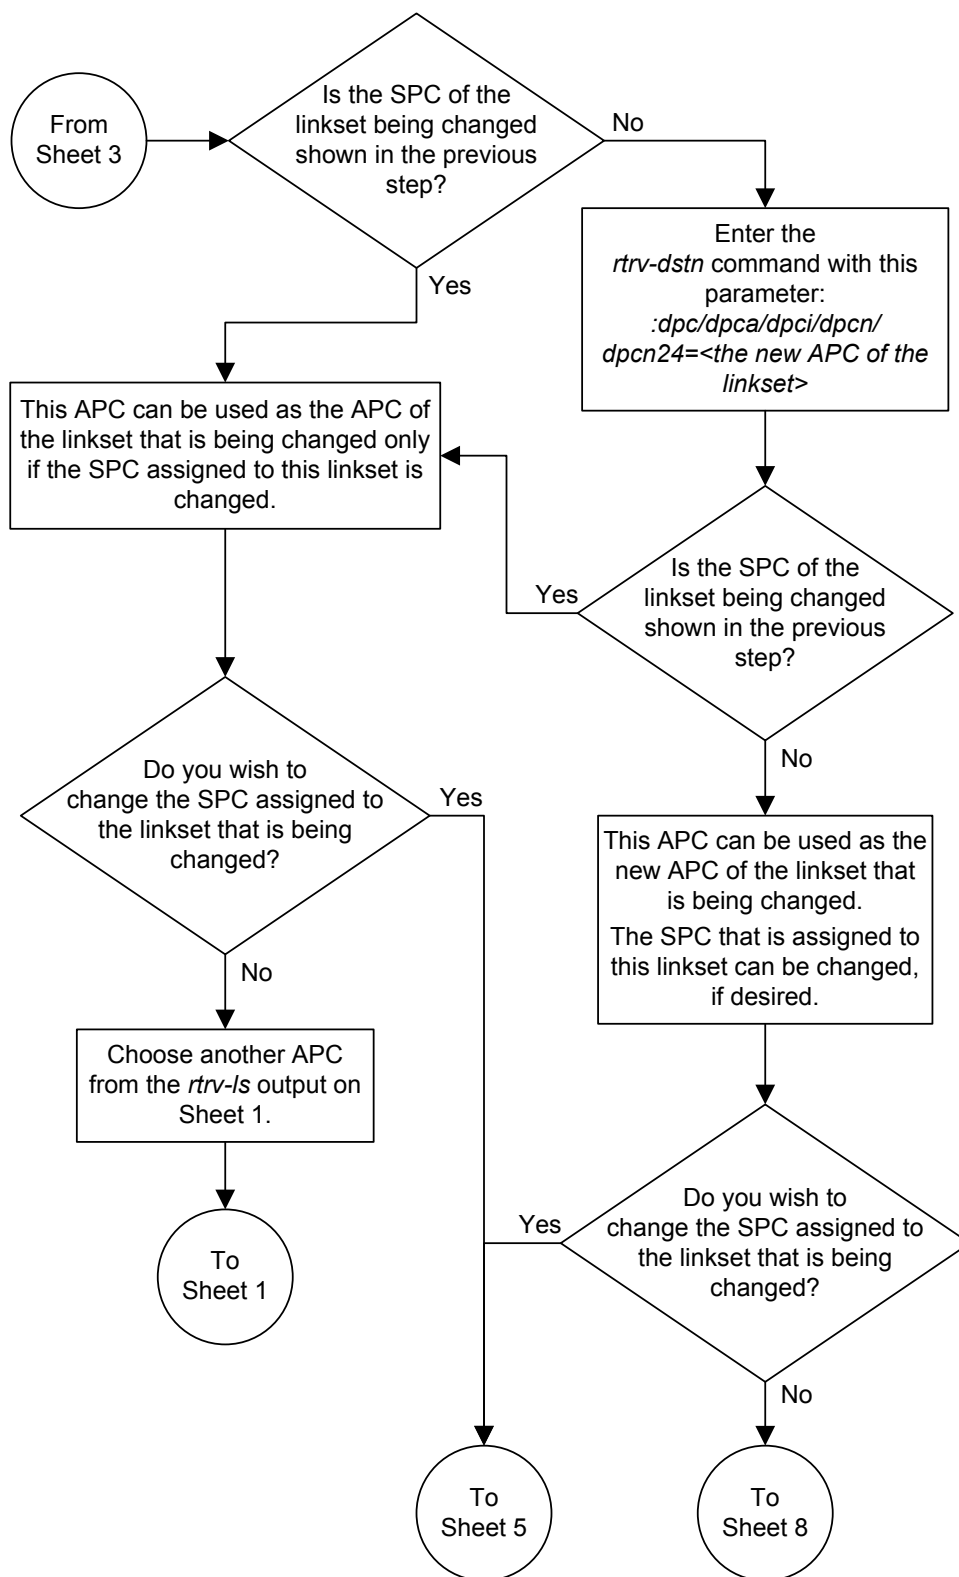 From
Sheet 3
Is the SPC of the
linkset being changed
shown in the previous
step?
No
Yes
Enter the
rtrv-dstn command with this
parameter:
:dpc/dpca/dpci/dpcn/
dpcn24=<the new APC of the
linkset>
This APC can be used as the APC of
the linkset that is being changed only
if the SPC assigned to this linkset is
changed.
Is the SPC of the
linkset being changed
shown in the previous
step?
Yes
No
Do you wish to
change the SPC assigned to
the linkset that is being
changed?
Yes
No
This APC can be used as the
new APC of the linkset that
is being changed.
The SPC that is assigned to
this linkset can be changed,
if desired.
Choose another APC
from the rtrv-ls output on
Sheet 1.
To
Sheet 1
Do you wish to
change the SPC assigned to
the linkset that is being
changed?
Yes
No
To
Sheet 5
To
Sheet 8